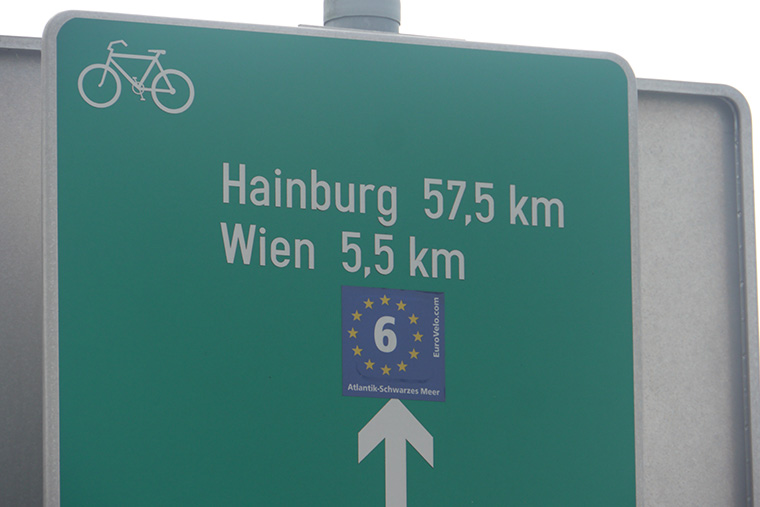 Hainburg 57,5 km
Wien 5,5 km
6
EuroVelo.com
Atlantik-Schwarzes Meer